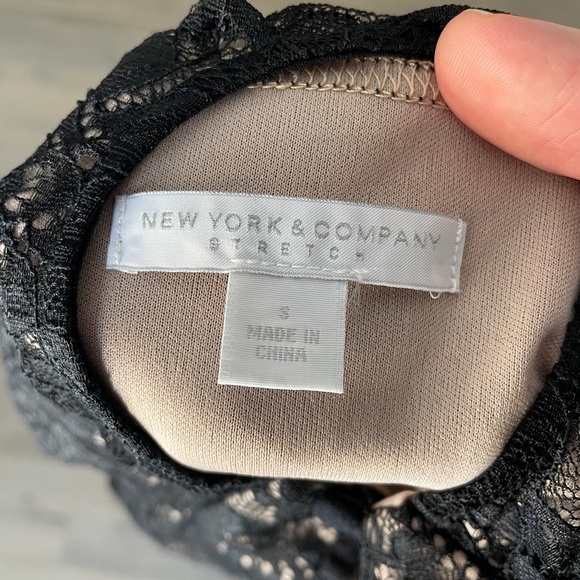 NEW YORK & COMPANY
STRETCH
S
MADE IN
CHINA